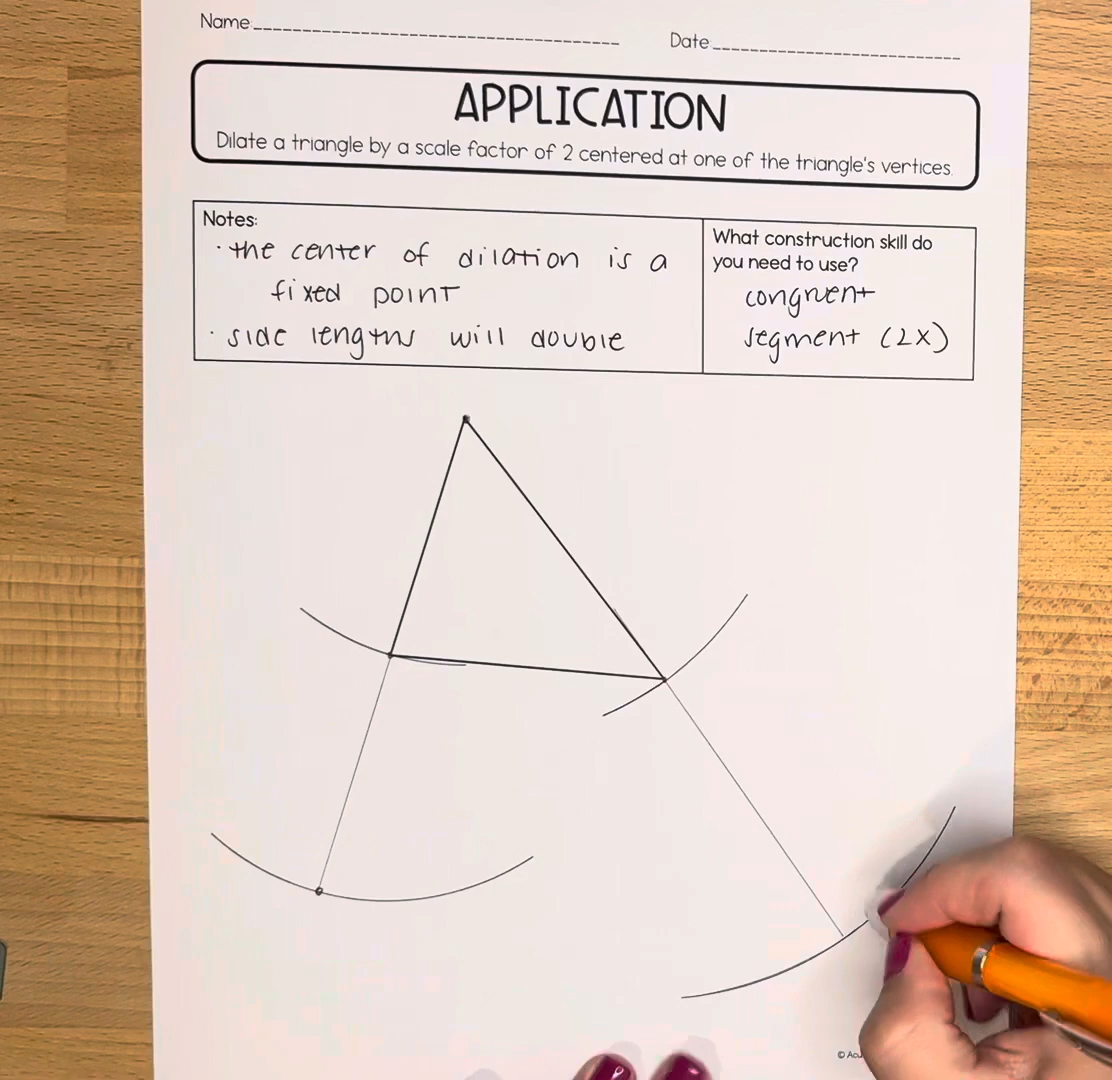 Name:
Date
APPLICATION
Dilate a triangle by a scale factor of 2 centered at one of the triangle's vertices.
Notes:
· the center of dilation is a
fixed point
· side lengths will double
What construction skill do
you need to use?
congruent
segment (2x)
©